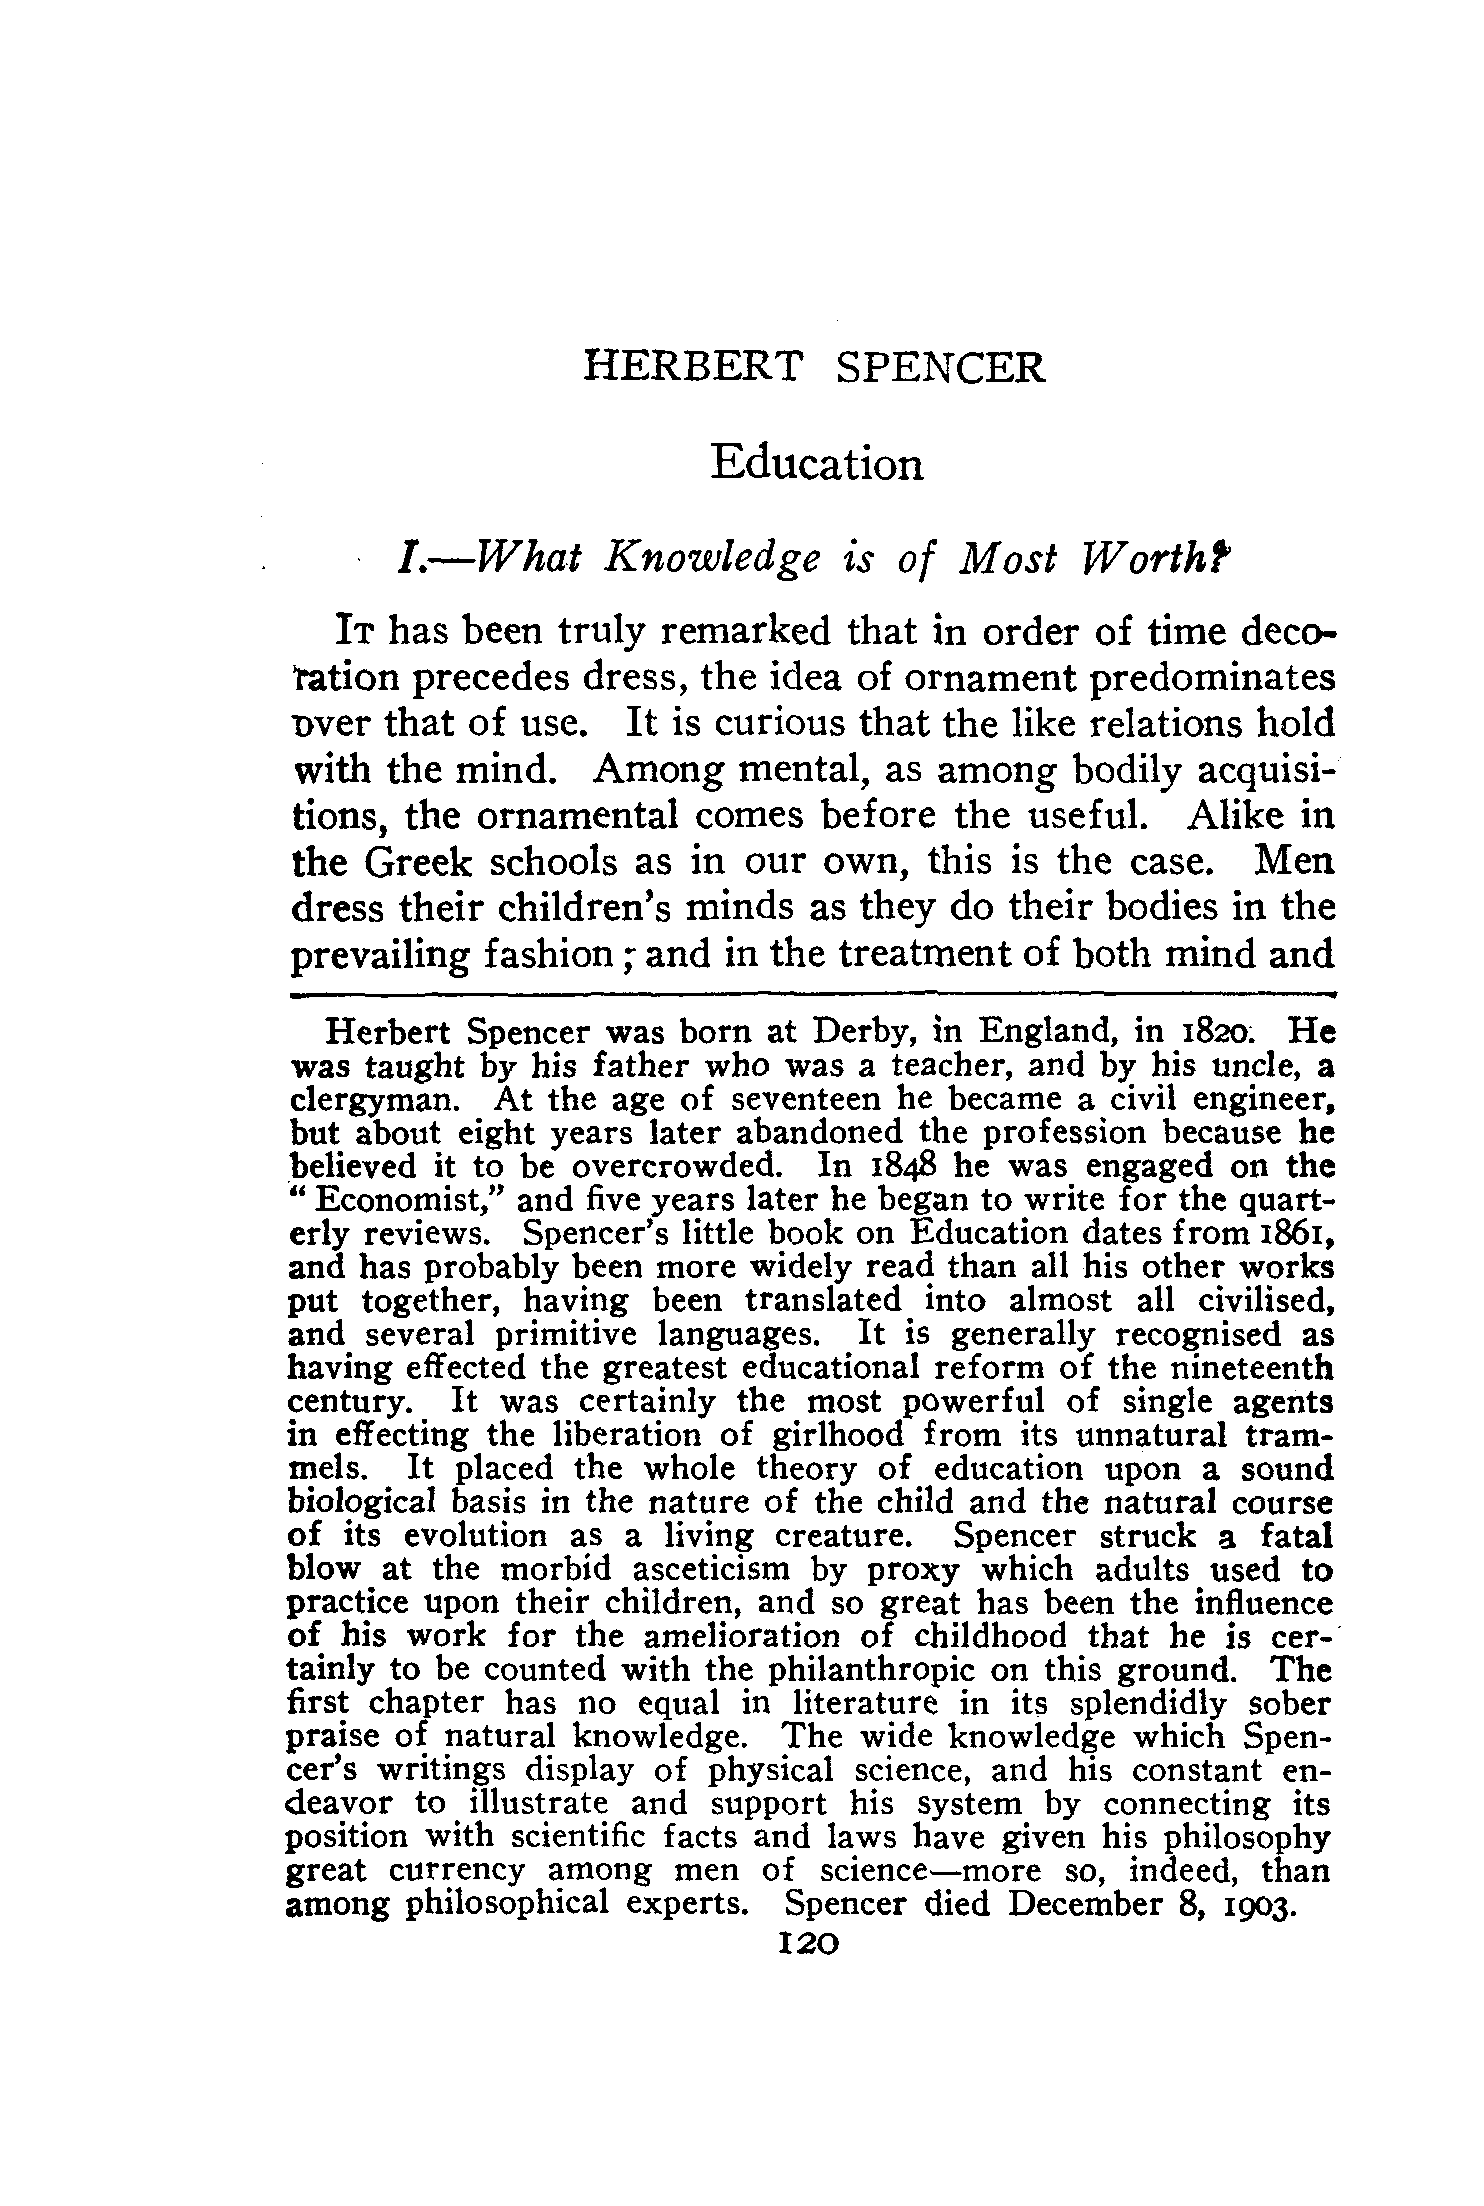 HERBERT SPENCER
Education
I.—What Knowledge is of Most Worth?
IT has been truly remarked that in order of time deco-
ration precedes dress, the idea of ornament predominates
over that of use. It is curious that the like relations hold
with the mind. Among mental, as among bodily acquisi-
tions, the ornamental comes before the useful. Alike in
the Greek schools as in our own, this is the case. Men
dress their children's minds as they do their bodies in the
prevailing fashion; and in the treatment of both mind and
Herbert Spencer was born at Derby, in England, in 1820. He
was taught by his father who was a teacher, and by his uncle, a
clergyman. At the age of seventeen he became a civil engineer,
but about eight years later abandoned the profession because he
believed it to be overcrowded. In 1848 he was engaged on the
"Economist," and five years later he began to write for the quart-
erly reviews. Spencer's little book on Education dates from 1861,
and has probably been more widely read than all his other works
put together, having been translated into almost all civilised,
and several primitive languages. It is generally recognised as
having effected the greatest educational reform of the nineteenth
century. It was certainly the most powerful of single agents
in effecting the liberation of girlhood from its unnatural tram-
mels. It placed the whole theory of education upon a sound
biological basis in the nature of the child and the natural course
of its evolution as a living creature. Spencer struck a fatal
blow at the morbid asceticism by proxy which adults used to
practice upon their children, and so great has been the influence
of his work for the amelioration of childhood that he is cer-
tainly to be counted with the philanthropic on this ground. The
first chapter has no equal in literature in its splendidly sober
praise of natural knowledge. The wide knowledge which Spen-
cer's writings display of physical science, and his constant en-
deavor to illustrate and support his system by connecting its
position with scientific facts and laws have given his philosophy
great currency among men of science—more so, indeed, than
among philosophical experts. Spencer died December 8, 1903.
120